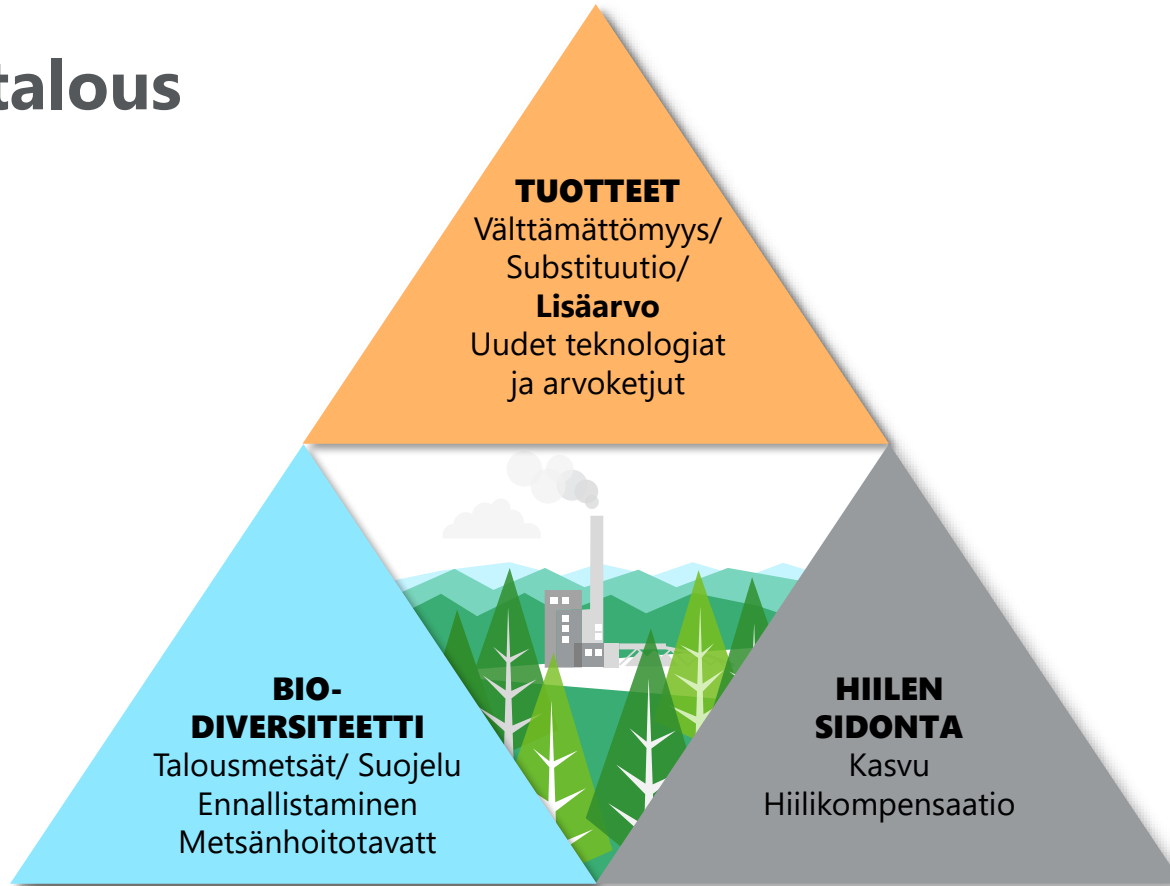 talous
TUOTTEET
Välttämättömyys/
Substituutio/
Lisäarvo
Uudet teknologiat
ja arvoketjut
BIO-
DIVERSITEETTI
Talousmetsät/ Suojelu
Ennallistaminen
Metsänhoitotavatt
HIILEN
SIDONTA
Kasvu
Hiilikompensaatio